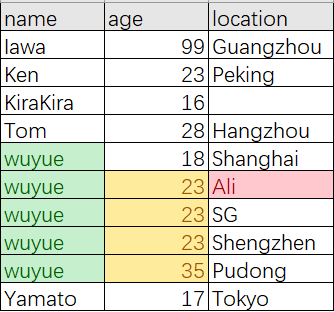 name age location
Iawa 99 Guangzhou
Ken 23 Peking
KiraKira 16
Tom 28 Hangzhou
wuyue 18 Shanghai
wuyue 23 Ali
wuyue 23 SG
wuyue 23 Shengzhen
wuyue 35 Pudong
Yamato 17 Tokyo